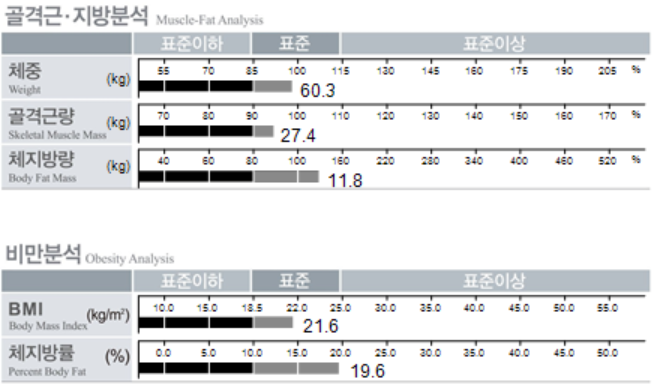 골격근·지방분석 Muscle-Fat Analysis
표준이하 표준 표준이상
체중 (kg) 55 70 85 100 115 130 145 160 175 190 205 %
Weight 60.3
골격근량 (kg) 70 80 90 100 110 120 130 140 150 160 170 %
Skeletal Muscle Mass 27.4
체지방량 (kg) 40 60 80 100 160 220 280 340 400 460 520 %
Body Fat Mass 11.8
비만분석 Obesity Analysis
표준이하 표준 표준이상
BMI (kg/m²) 10.0 15.0 18.5 22.0 25.0 30.0 35.0 40.0 45.0 50.0 55.0
Body Mass Index 21.6
체지방률 (%) 0.0 5.0 10.0 15.0 20.0 25.0 30.0 35.0 40.0 45.0 50.0
Percent Body Fat 19.6